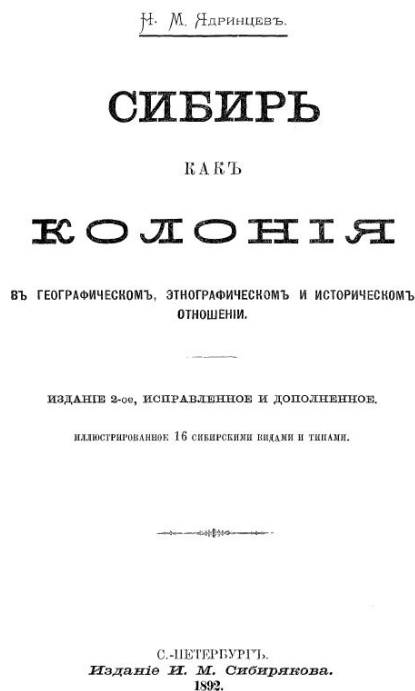 Н. М. Ядринцевъ.
СИБИРЬ
КАКЪ
КОЛОНІЯ
ВЪ ГЕОГРАФИЧЕСКОМЪ, ЭТНОГРАФИЧЕСКОМЪ И ИСТОРИЧЕСКОМЪ
ОТНОШЕНІИ.
ИЗДАНІЕ 2-ое, ИСПРАВЛЕННОЕ И ДОПОЛНЕННОЕ.
ИЛЛЮСТРИРОВАННОЕ 16 СИБИРСКИМИ ВИДАМИ И ТИПАМИ.
С.-ПЕТЕРБУРГЪ.
Изданіе И. М. Сибирякова.
1892.